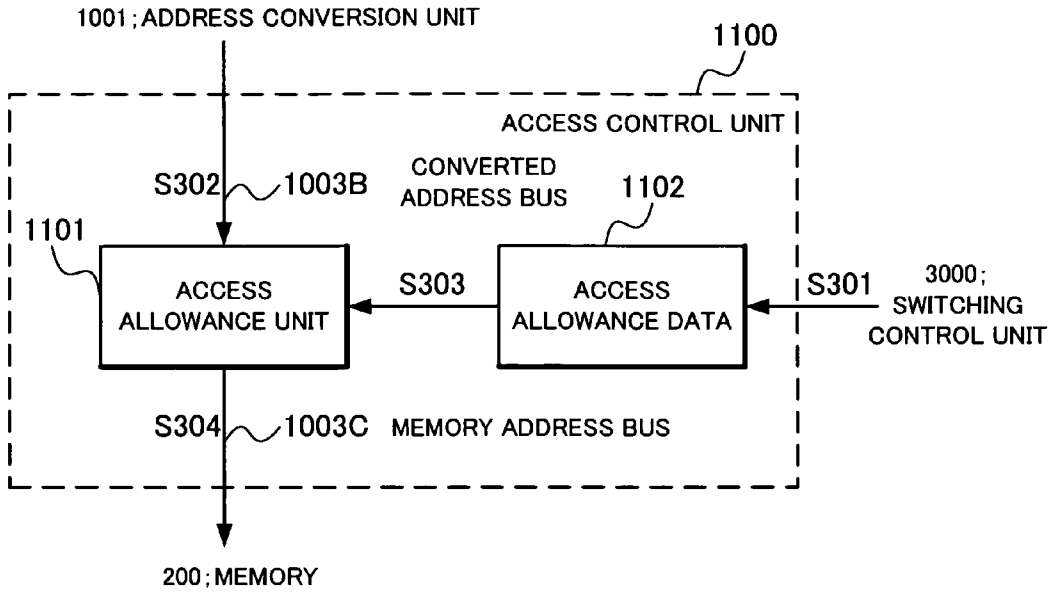 1001;ADDRESS CONVERSION UNIT
1100
ACCESS CONTROL UNIT
CONVERTED
ADDRESS BUS
S302
1003B
1102
1101
ACCESS
ALLOWANCE UNIT
S303
ACCESS
ALLOWANCE DATA
S301
3000;
SWITCHING
CONTROL UNIT
S304
1003C
MEMORY ADDRESS BUS
200;MEMORY